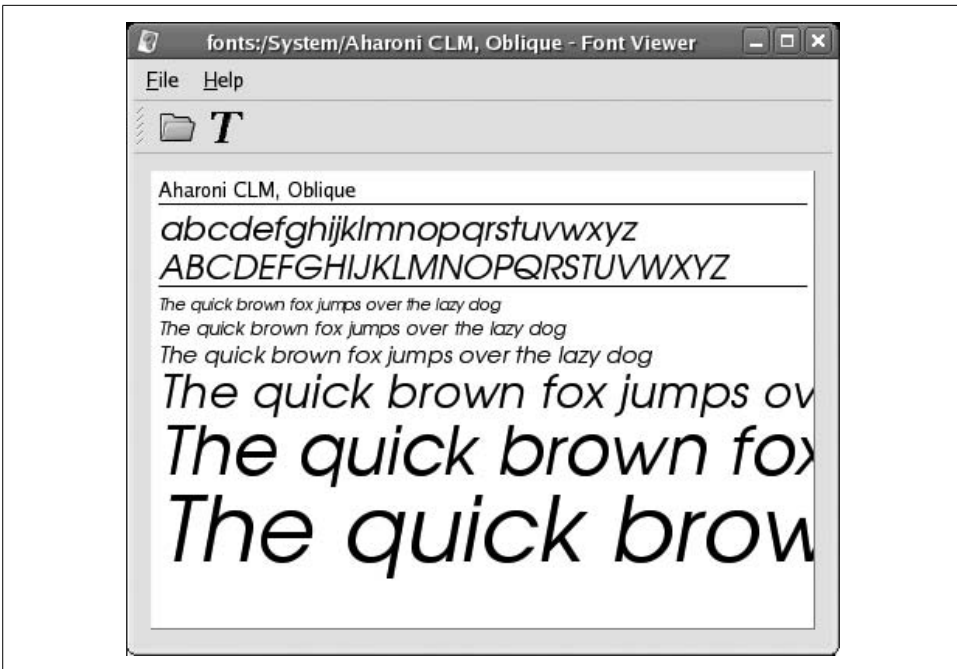 fonts:/System/Aharoni CLM, Oblique - Font Viewer
File Help
T
Aharoni CLM, Oblique
abcdefghijklmnopqrstuvwxyz
ABCDEFGHIJKLMNOPQRSTUVWXYZ
The quick brown fox jumps over the lazy dog
The quick brown fox jumps over the lazy dog
The quick brown fox jumps over the lazy dog
The quick brown fox jumps ov
The quick brown fox
The quick brow